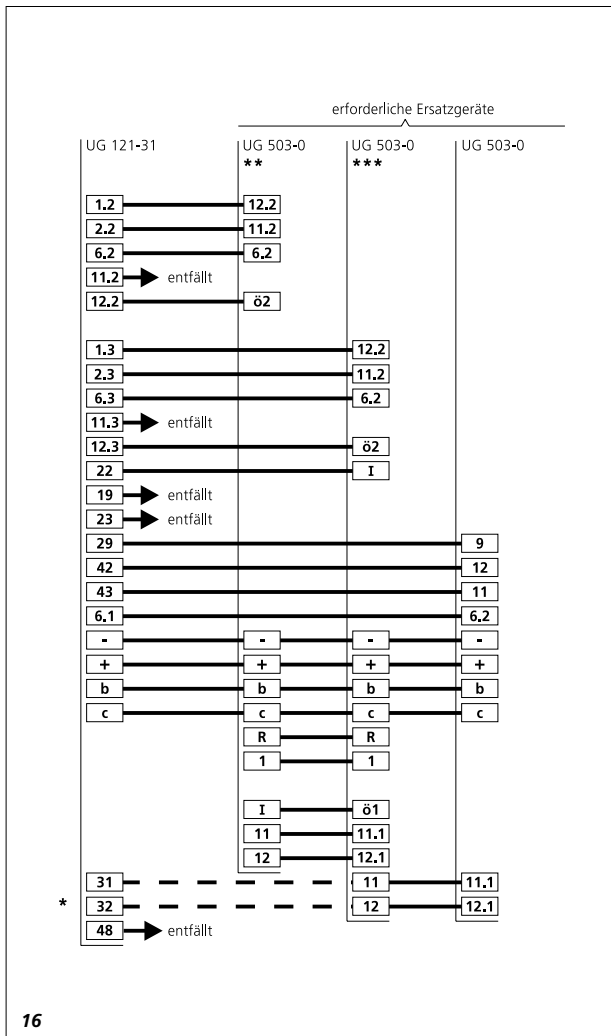 erforderliche Ersatzgeräte
UG 121-31 UG 503-0 UG 503-0 UG 503-0
** ***
1.2 12.2
2.2 11.2
6.2 6.2
11.2 entfällt
12.2 ö2
1.3 12.2
2.3 11.2
6.3 6.2
11.3 entfällt
12.3 ö2
22 I
19 entfällt
23 entfällt
29 9
42 12
43 11
6.1 6.2
- - - -
+ + + +
b b b b
c c c c
R R
1 1
I ö1
11 11.1
12 12.1
31 11 11.1
* 32 12 12.1
48 entfällt
16